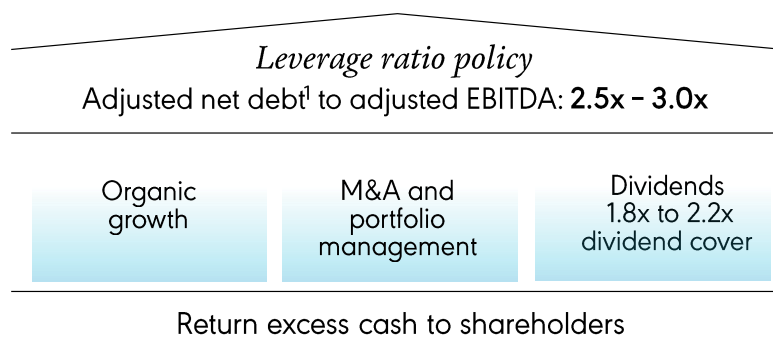 Leverage ratio policy
Adjusted net debt¹ to adjusted EBITDA: 2.5x – 3.0x
Organic
growth
M&A and
portfolio
management
Dividends
1.8x to 2.2x
dividend cover
Return excess cash to shareholders